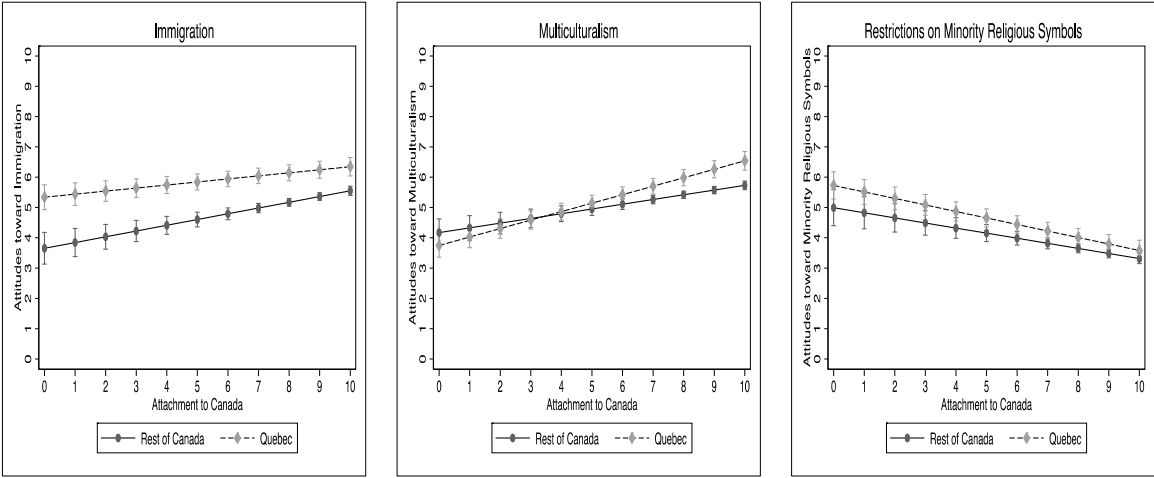 Immigration
Attitudes toward Immigration
10
9
8
7
6
5
4
3
2
1
0
0 1 2 3 4 5 6 7 8 9 10
Attachment to Canada
Rest of Canada Quebec
Multiculturalism
Attitudes toward Multiculturalism
10
9
8
7
6
5
4
3
2
1
0
0 1 2 3 4 5 6 7 8 9 10
Attachment to Canada
Rest of Canada Quebec
Restrictions on Minority Religious Symbols
Attitudes toward Minority Religious Symbols
10
9
8
7
6
5
4
3
2
1
0
0 1 2 3 4 5 6 7 8 9 10
Attachment to Canada
Rest of Canada Quebec